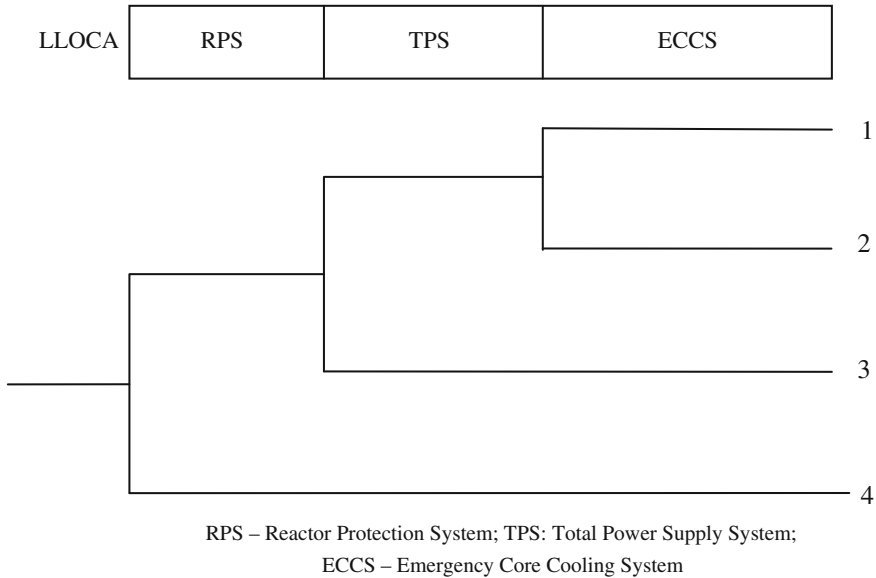 LLOCA RPS TPS ECCS
1
2
3
4
RPS – Reactor Protection System; TPS: Total Power Supply System;
ECCS – Emergency Core Cooling System